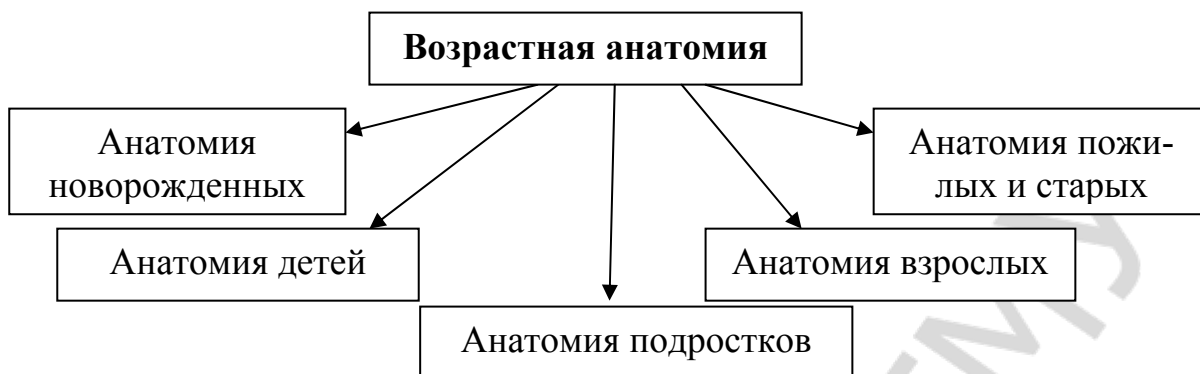 Возрастная анатомия
Анатомия
новорожденных
Анатомия пожи-
лых и старых
Анатомия детей
Анатомия взрослых
Анатомия подростков